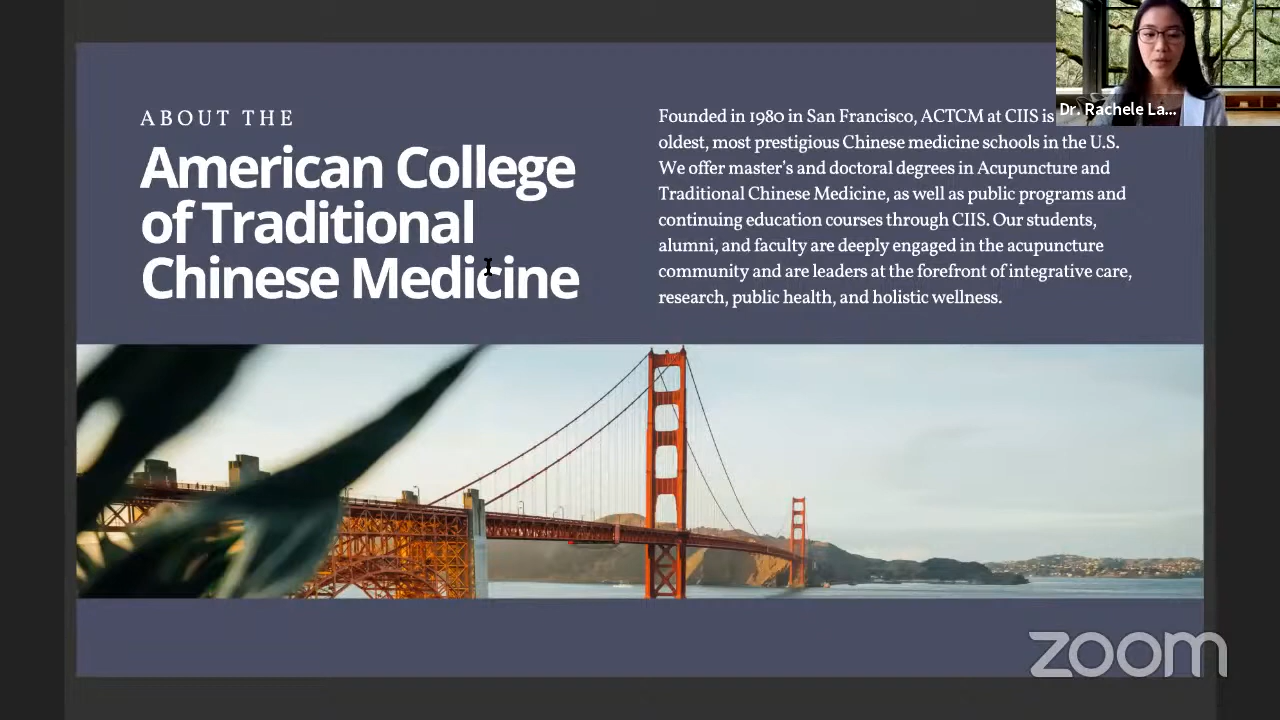 ABOUT THE
American College
of Traditional
Chinese Medicine
Founded in 1980 in San Francisco, ACTCM at CIIS is
oldest, most prestigious Chinese medicine schools in the U.S.
We offer master's and doctoral degrees in Acupuncture and
Traditional Chinese Medicine, as well as public programs and
continuing education courses through CIIS. Our students,
alumni, and faculty are deeply engaged in the acupuncture
community and are leaders at the forefront of integrative care,
research, public health, and holistic wellness.
Dr. Rachele La...
zoom